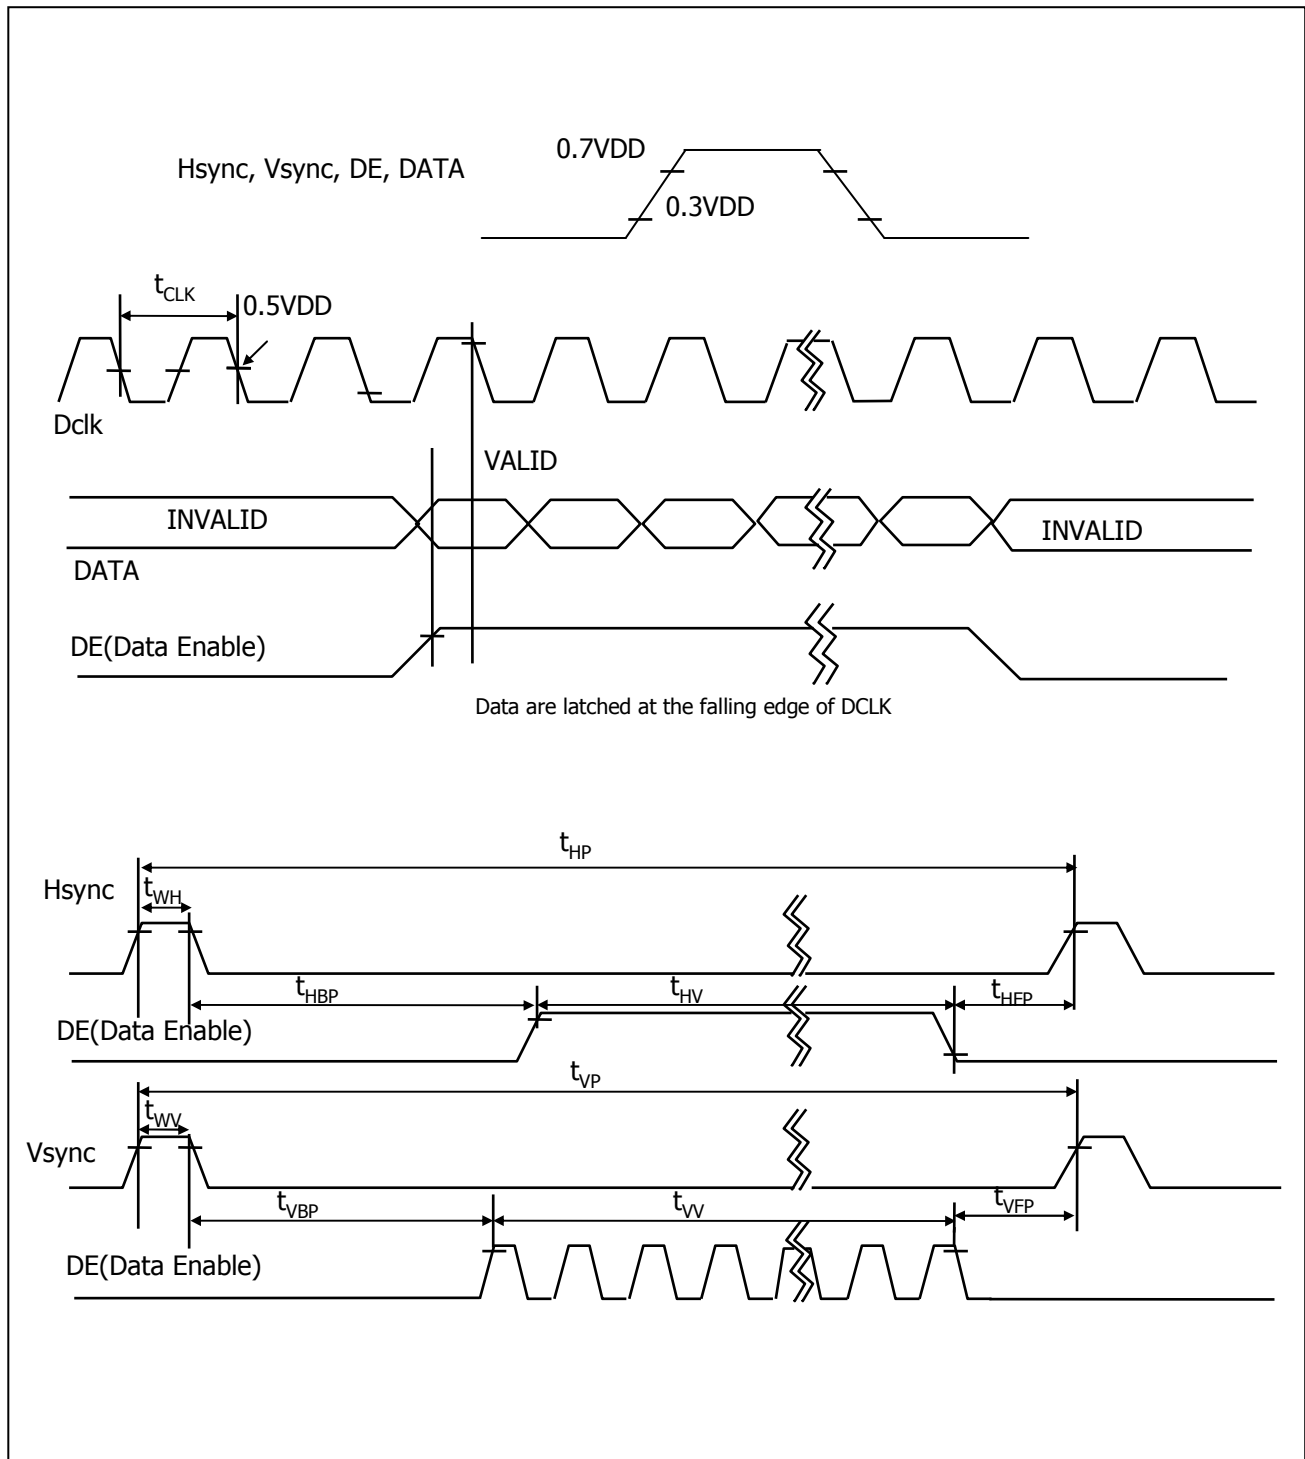 0.7VDD
Hsync, Vsync, DE, DATA
0.3VDD
tCLK
0.5VDD
Dclk
VALID
INVALID
INVALID
DATA
DE(Data Enable)
Data are latched at the falling edge of DCLK
tHP
Hsync
tWH
tHBP
tHV
tHFP
DE(Data Enable)
tVP
tWV
Vsync
tVBP
tVV
tVFP
DE(Data Enable)